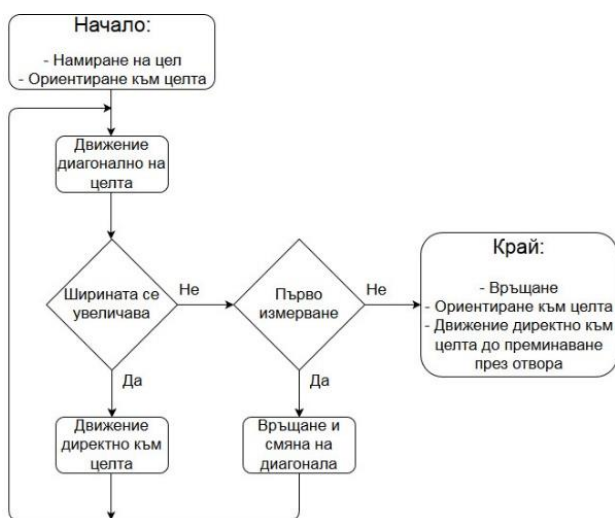 Начало:
- Намиране на цел
- Ориентиране към целта
Движение
диагонално на
целта
Ширината се
увеличава
Не
Първо
измерване
Не
Край:
- Връщане
- Ориентиране към целта
- Движение директно към
целта до преминаване
през отвора
Да
Да
Движение
директно към
целта
Връщане и
смяна на
диагонала